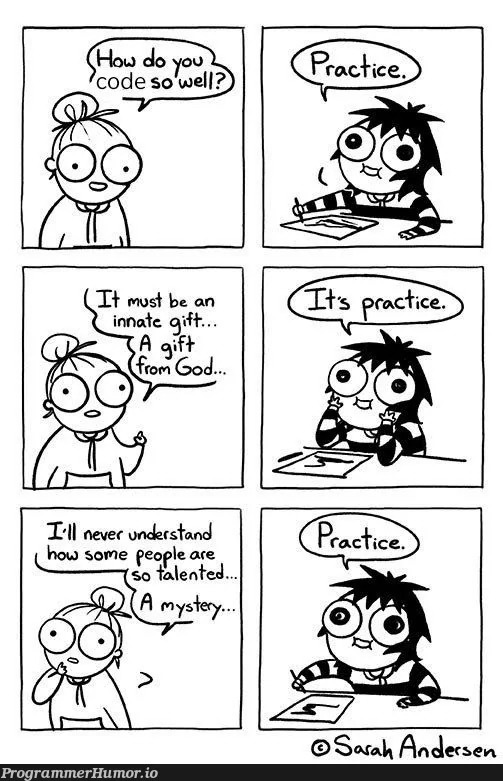 How do you
code so well?
Practice.
It must be an
innate gift...
A gift
from God...
It's practice.
I'll never understand
how some people are
so talented...
A mystery...
Practice.
© Sarah Andersen
ProgrammerHumor.io